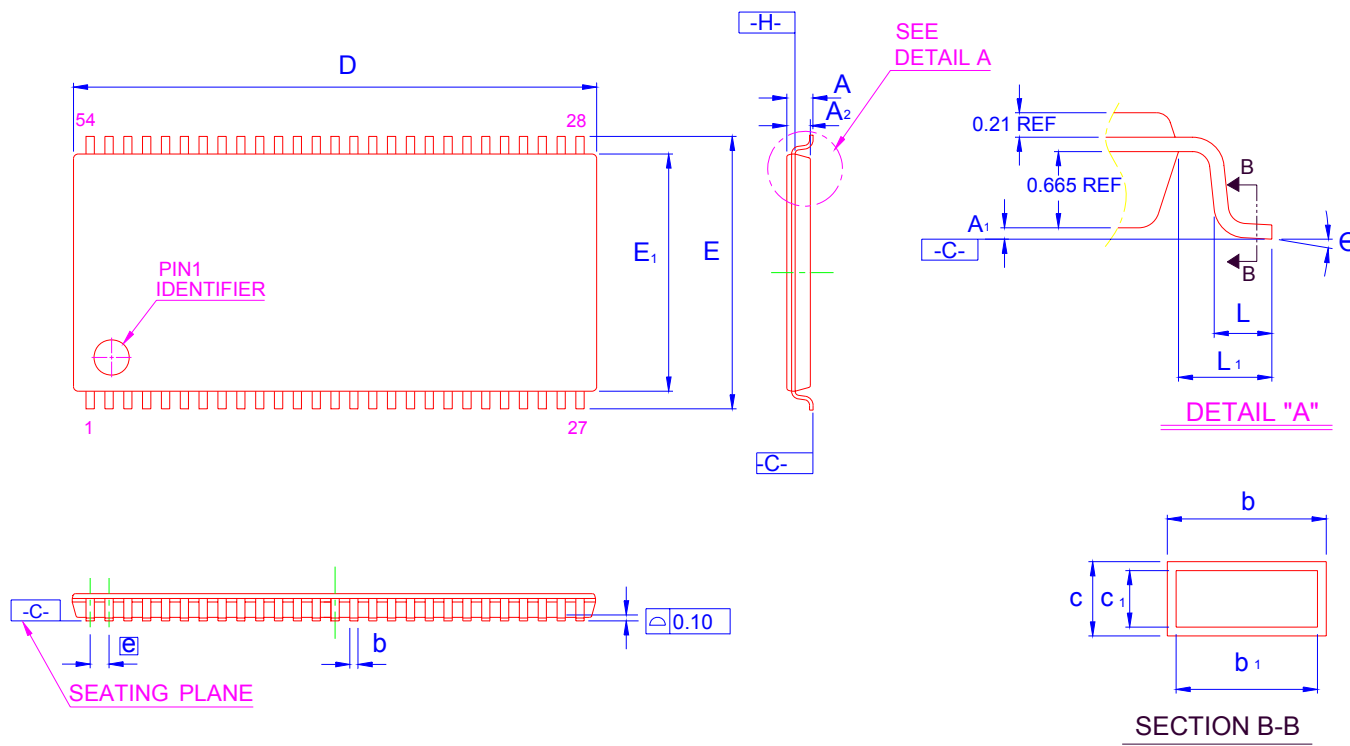 -H-
SEE
DETAIL A
D
A
A2
54
28
0.21 REF
B
0.665 REF
E1
E
A1
-C-
Θ
PIN1
IDENTIFIER
B
L
L1
1
27
DETAIL "A"
-C-
b
c
c1
-C-
0.10
e
b
b1
SEATING PLANE
SECTION B-B